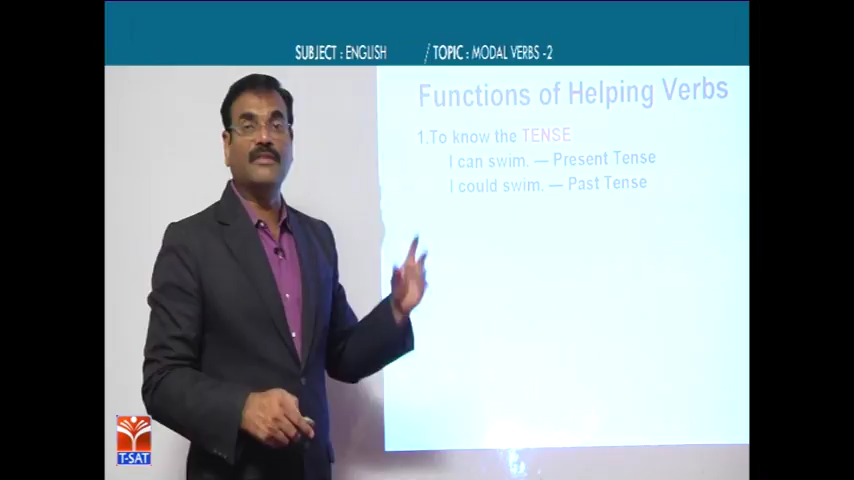 SUBJECT : ENGLISH / TOPIC : MODAL VERBS -2
Functions of Helping Verbs
1.To know the TENSE
I can swim. — Present Tense
I could swim. — Past Tense
T-SAT